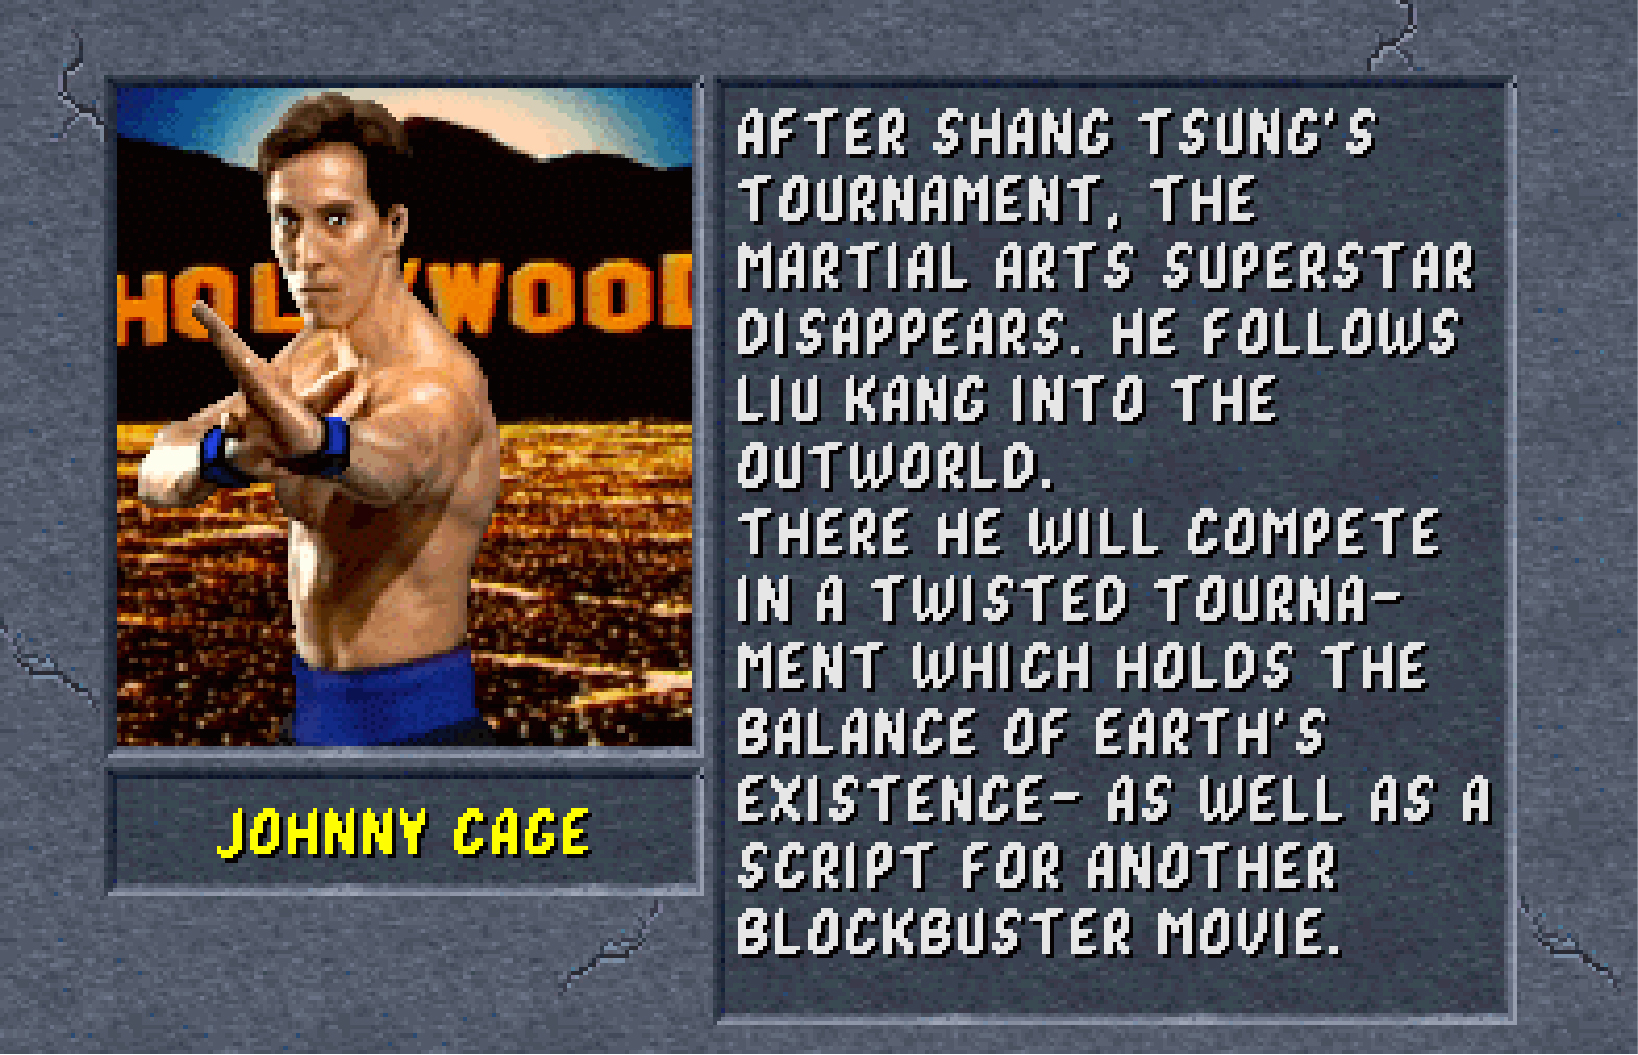 HOLLYWOOD
JOHNNY CAGE
AFTER SHANG TSUNG'S
TOURNAMENT, THE
MARTIAL ARTS SUPERSTAR
DISAPPEARS. HE FOLLOWS
LIU KANG INTO THE
OUTWORLD.
THERE HE WILL COMPETE
IN A TWISTED TOURNA-
MENT WHICH HOLDS THE
BALANCE OF EARTH'S
EXISTENCE- AS WELL AS A
SCRIPT FOR ANOTHER
BLOCKBUSTER MOVIE.